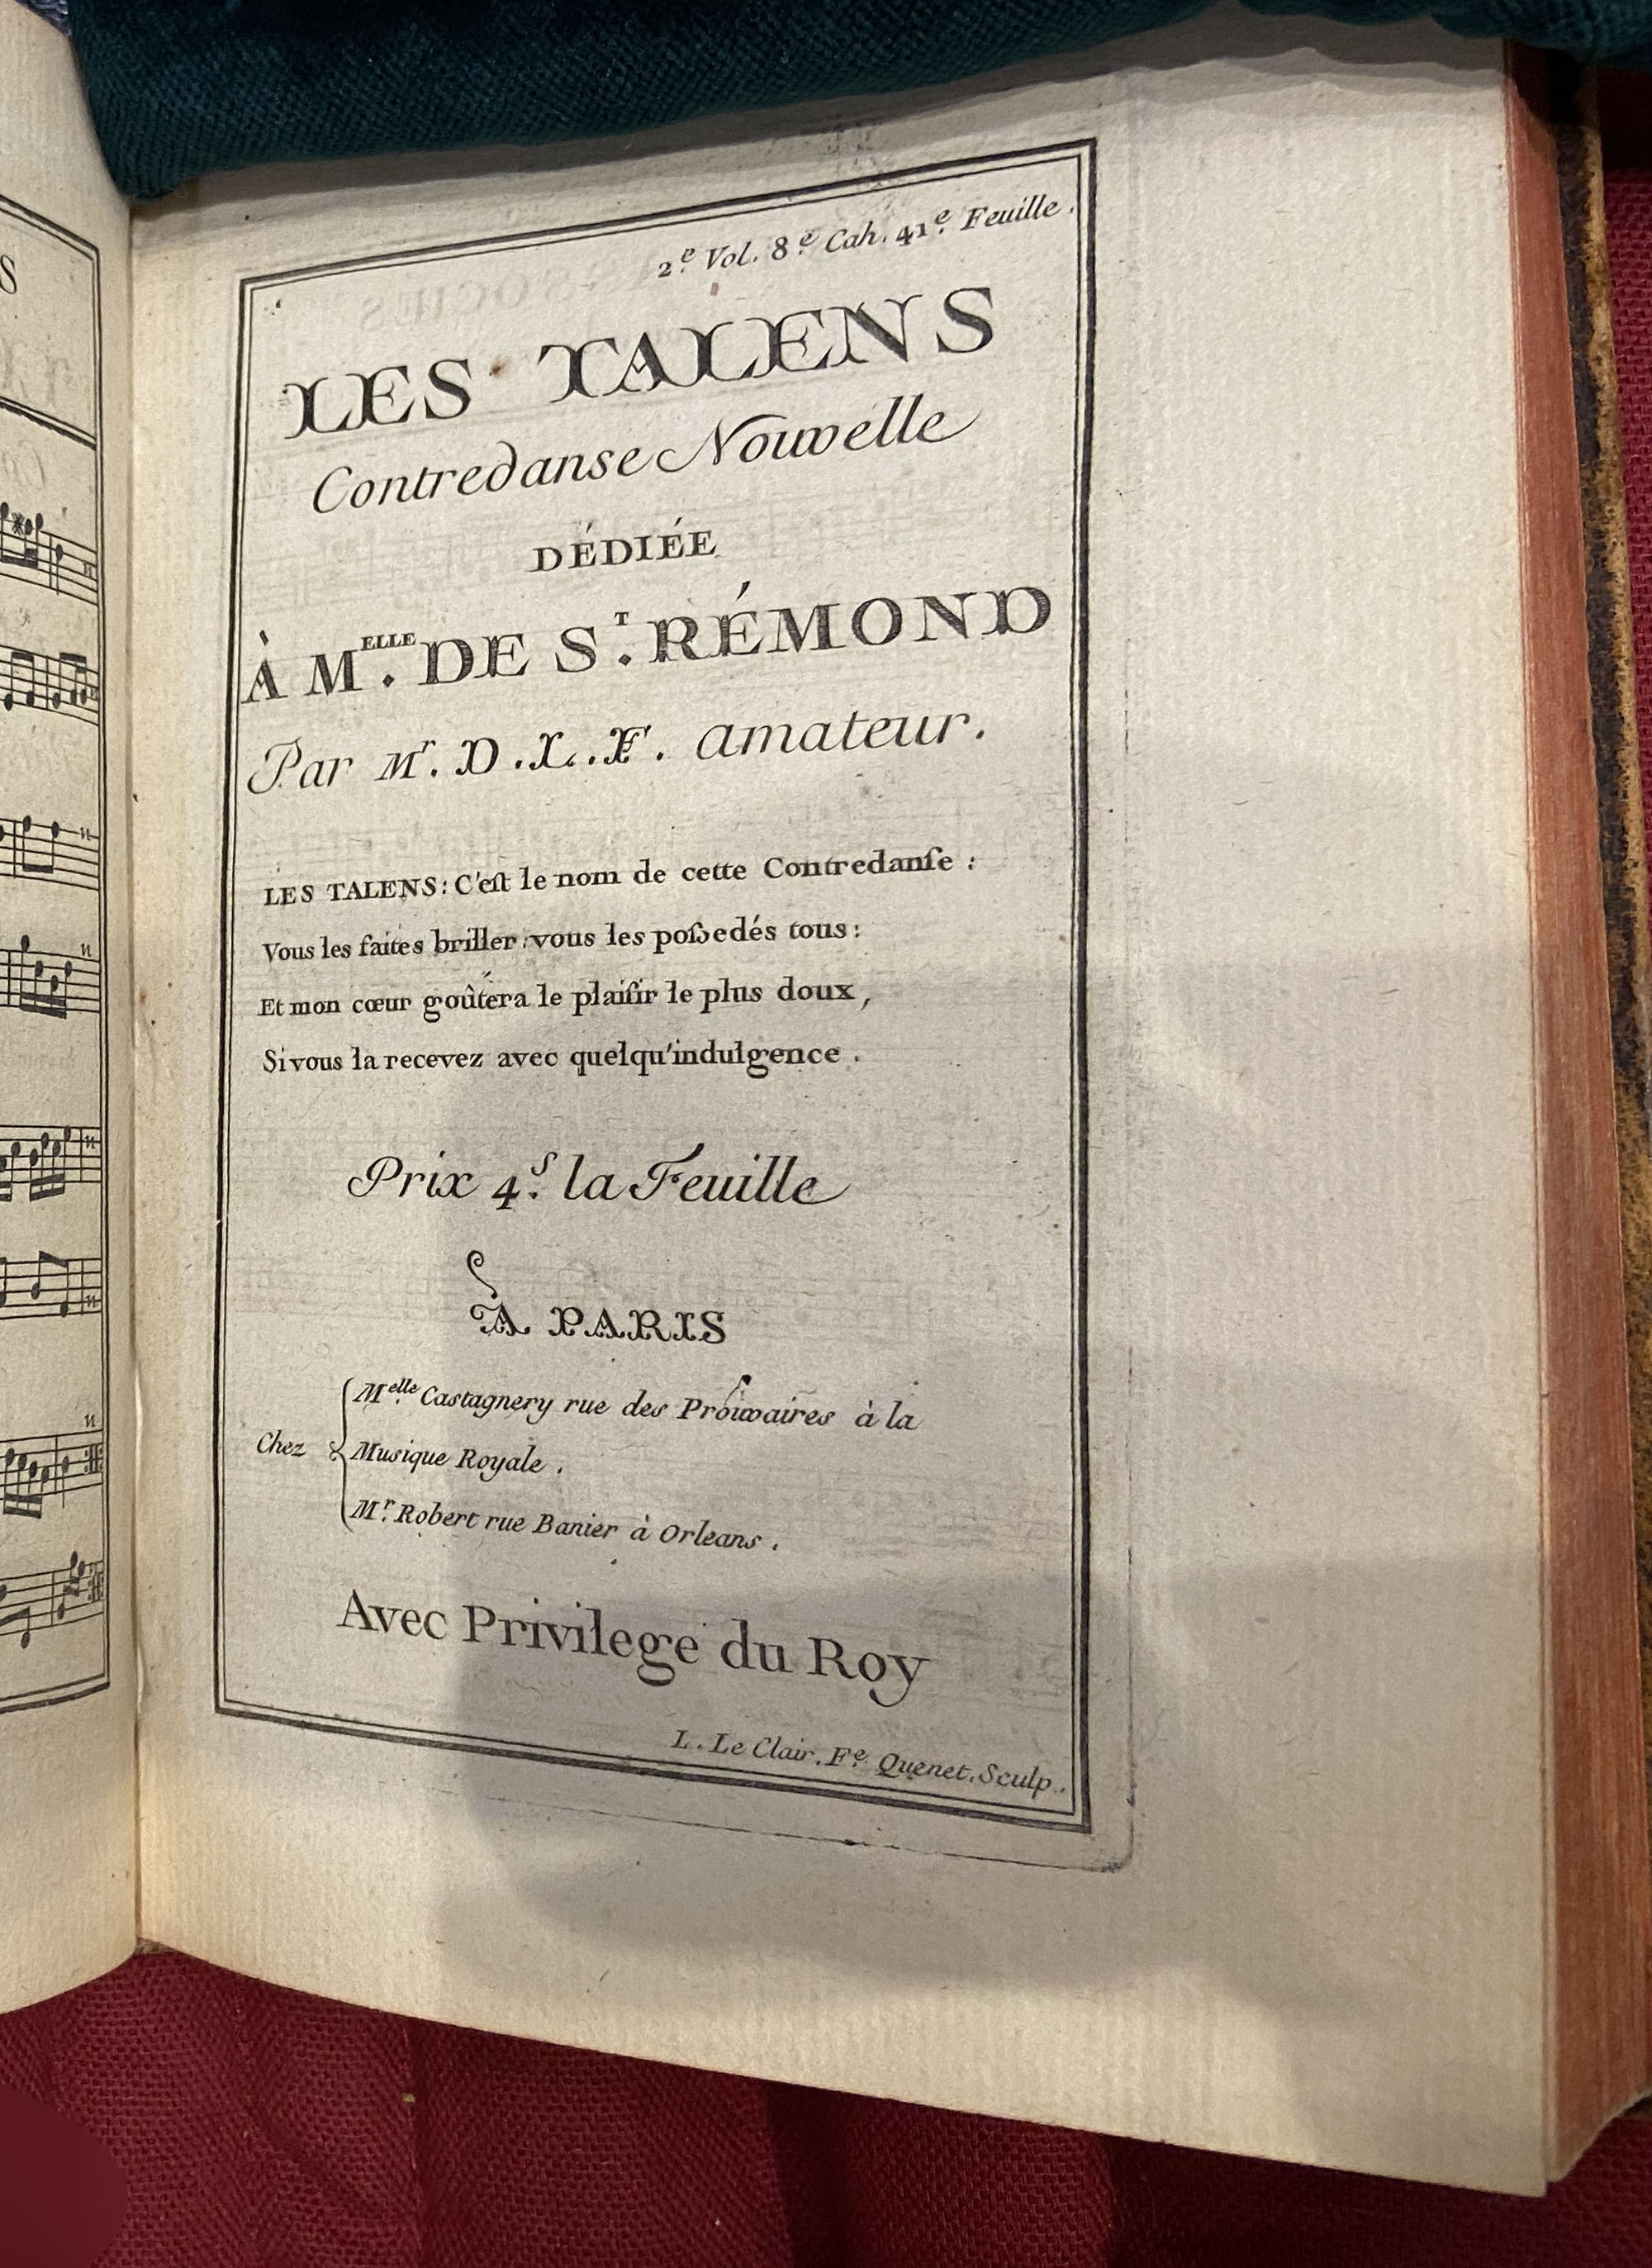 2.e Vol. 8.e Cah. 41.e Feuille.
LES TALENS
Contredanse Nouvelle
DÉDIÉE
À M.ELLE DE S.T RÉMOND
Par M.r D.L.F. amateur.
LES TALENS: C'eſt le nom de cette Contredanſe :
Vous les faites briller: vous les poſsedés tous:
Et mon cœur goûtéra le plaiſir le plus doux,
Si vous la recevez avec quelqu'indulgence.
Prix 4.s la Feuille
À PARIS
Chez
M.elle Castagnery rue des Prouvaires à la
Musique Royale.
M.r Robert rue Banier à Orleans.
Avec Privilege du Roy
L. Le Clair. F.e Quenet. Sculp.